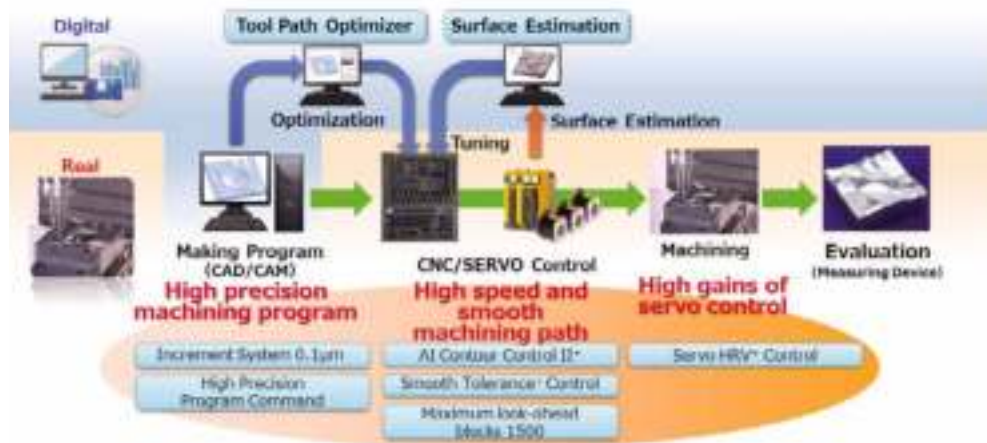 Digital
Tool Path Optimizer
Surface Estimation
Optimization
Tuning
Surface Estimation
Real
Making Program
(CAD/CAM)
CNC/SERVO Control
Machining
Evaluation
(Measuring Device)
High precision
machining program
High speed and
smooth
machining path
High gains of
servo control
Increment System 0.1μm
AI Contour Control II+
Servo HRV+ Control
High Precision
Program Command
Smooth Tolerance+ Control
Maximum look-ahead
blocks 1500